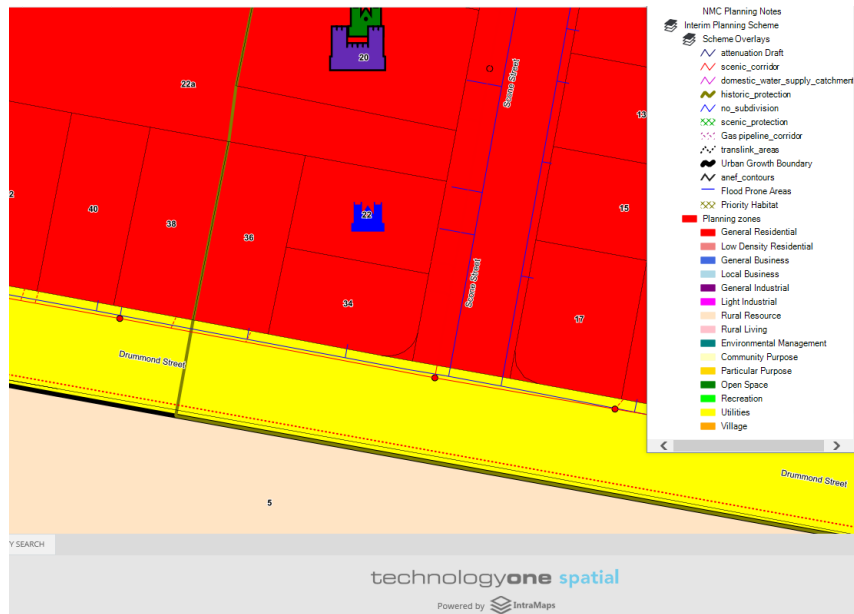 NMC Planning Notes
Interim Planning Scheme
Scheme Overlays
attenuation Draft
scenic_corridor
domestic_water_supply_catchment
historic_protection
no_subdivision
scenic_protection
Gas pipeline_corridor
translink_areas
Urban Growth Boundary
anef_contours
Flood Prone Areas
Priority Habitat
Planning zones
General Residential
Low Density Residential
General Business
Local Business
General Industrial
Light Industrial
Rural Resource
Rural Living
Environmental Management
Community Purpose
Particular Purpose
Open Space
Recreation
Utilities
Village
20
22a
Scone Street
13
2
40
38
36
22
15
34
Scone Street
17
Drummond Street
Drummond Street
5
Y SEARCH
technologyone spatial
Powered by IntraMaps